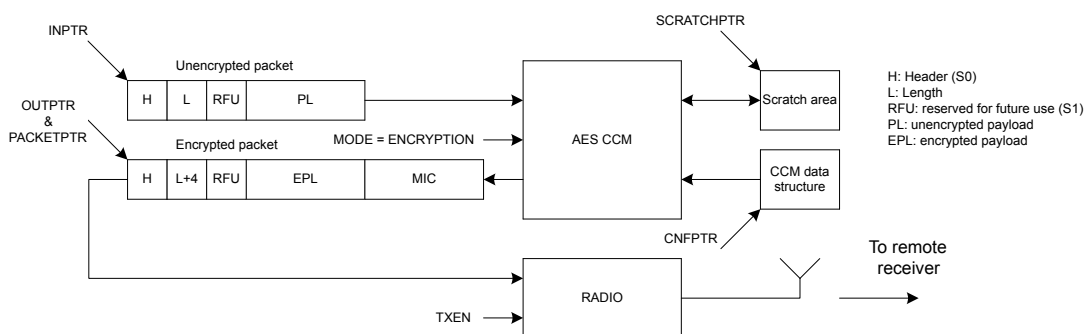 SCRATCHPTR
INPTR
Unencrypted packet
H L RFU PL
OUTPTR
&
PACKETPTR
MODE = ENCRYPTION
Encrypted packet
H L+4 RFU EPL MIC
AES CCM
Scratch area
CCM data
structure
CNFPTR
H: Header (S0)
L: Length
RFU: reserved for future use (S1)
PL: unencrypted payload
EPL: encrypted payload
To remote
receiver
RADIO
TXEN